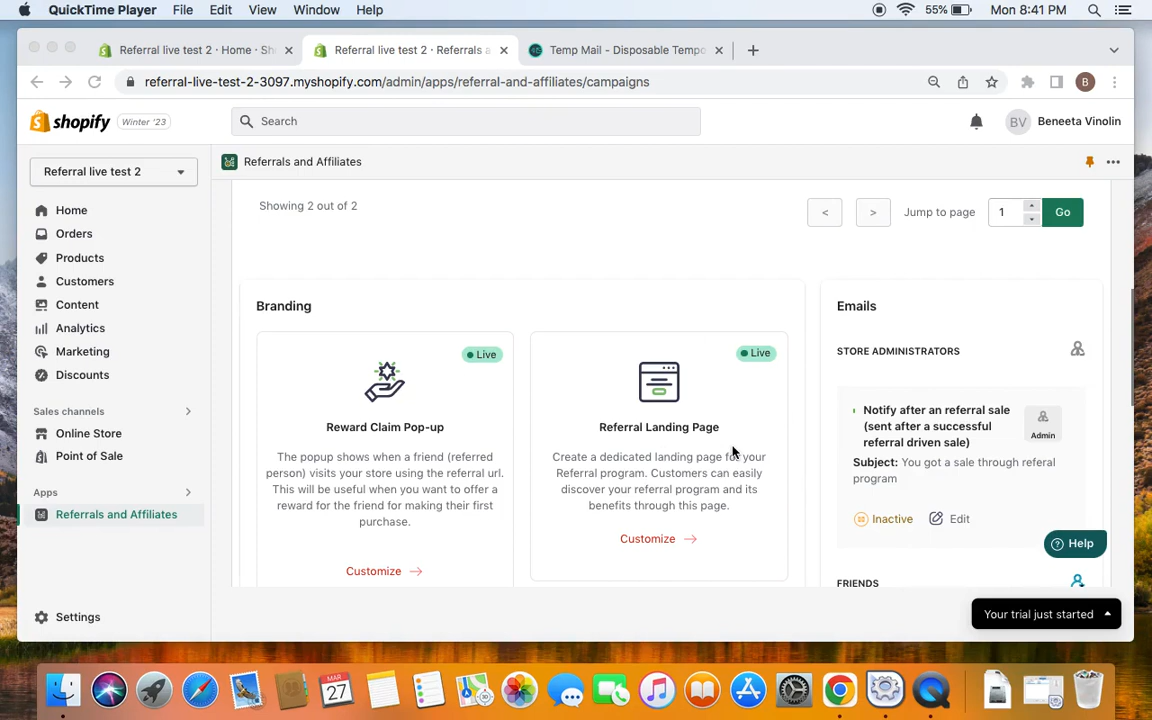 QuickTime Player File Edit View Window Help 55% Mon 8:41 PM
Referral live test 2 · Home · Sh Referral live test 2 · Referrals a Temp Mail - Disposable Tempo
referral-live-test-2-3097.myshopify.com/admin/apps/referral-and-affiliates/campaigns B
shopify Winter '23 Search BV Beneeta Vinolin
Referral live test 2
Referrals and Affiliates
Home
Orders
Products
Customers
Content
Analytics
Marketing
Discounts
Sales channels
Online Store
Point of Sale
Apps
Referrals and Affiliates
Settings
Showing 2 out of 2
< > Jump to page 1 Go
Branding
Live
Reward Claim Pop-up
The popup shows when a friend (referred
person) visits your store using the referral url.
This will be useful when you want to offer a
reward for the friend for making their first
purchase.
Customize
Live
Referral Landing Page
Create a dedicated landing page for your
Referral program. Customers can easily
discover your referral program and its
benefits through this page.
Customize
Emails
STORE ADMINISTRATORS
Notify after an referral sale
(sent after a successful
referral driven sale)
Admin
Subject: You got a sale through referal
program
Inactive Edit
Help
FRIENDS
Your trial just started
MAR
27